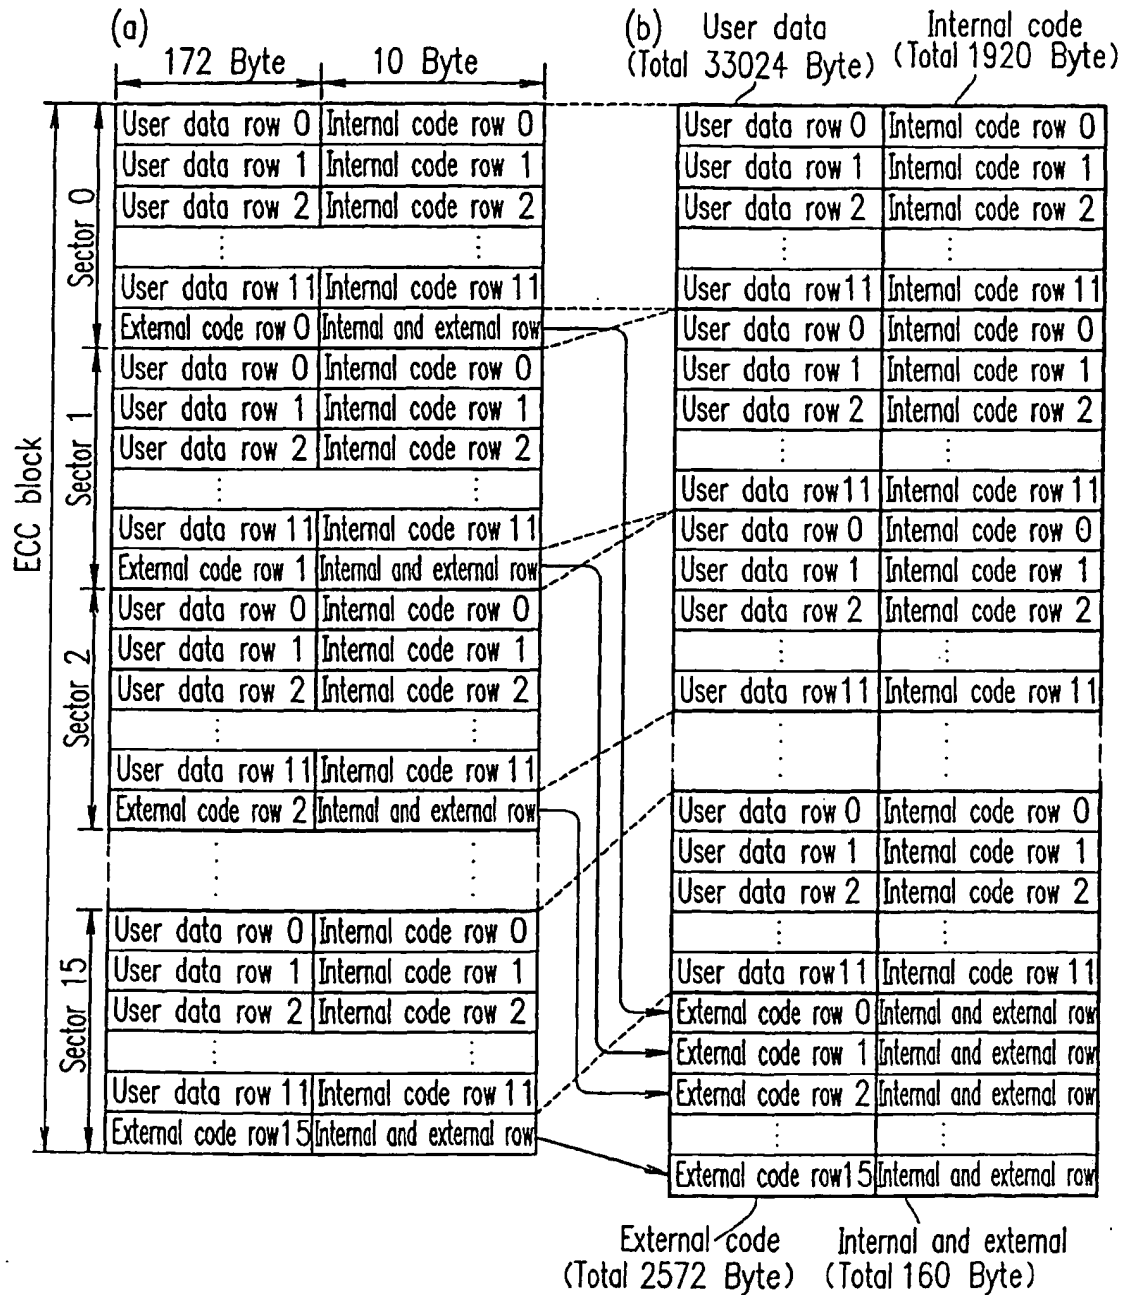 (a)
172 Byte
10 Byte
ECC block
Sector 0
User data row 0 Internal code row 0
User data row 1 Internal code row 1
User data row 2 Internal code row 2
User data row 11 Internal code row 11
External code row 0 Internal and external row
Sector 1
User data row 0 Internal code row 0
User data row 1 Internal code row 1
User data row 2 Internal code row 2
User data row 11 Internal code row 11
External code row 1 Internal and external row
Sector 2
User data row 0 Internal code row 0
User data row 1 Internal code row 1
User data row 2 Internal code row 2
User data row 11 Internal code row 11
External code row 2 Internal and external row
Sector 15
User data row 0 Internal code row 0
User data row 1 Internal code row 1
User data row 2 Internal code row 2
User data row 11 Internal code row 11
External code row 15 Internal and external row
(b)
User data
(Total 33024 Byte)
Internal code
(Total 1920 Byte)
User data row 0 Internal code row 0
User data row 1 Internal code row 1
User data row 2 Internal code row 2
User data row 11 Internal code row 11
User data row 0 Internal code row 0
User data row 1 Internal code row 1
User data row 2 Internal code row 2
User data row 11 Internal code row 11
User data row 0 Internal code row 0
User data row 1 Internal code row 1
User data row 2 Internal code row 2
User data row 11 Internal code row 11
User data row 0 Internal code row 0
User data row 1 Internal code row 1
User data row 2 Internal code row 2
User data row 11 Internal code row 11
External code row 0 Internal and external row
External code row 1 Internal and external row
External code row 2 Internal and external row
External code row 15 Internal and external row
External code
(Total 2572 Byte)
Internal and external
(Total 160 Byte)